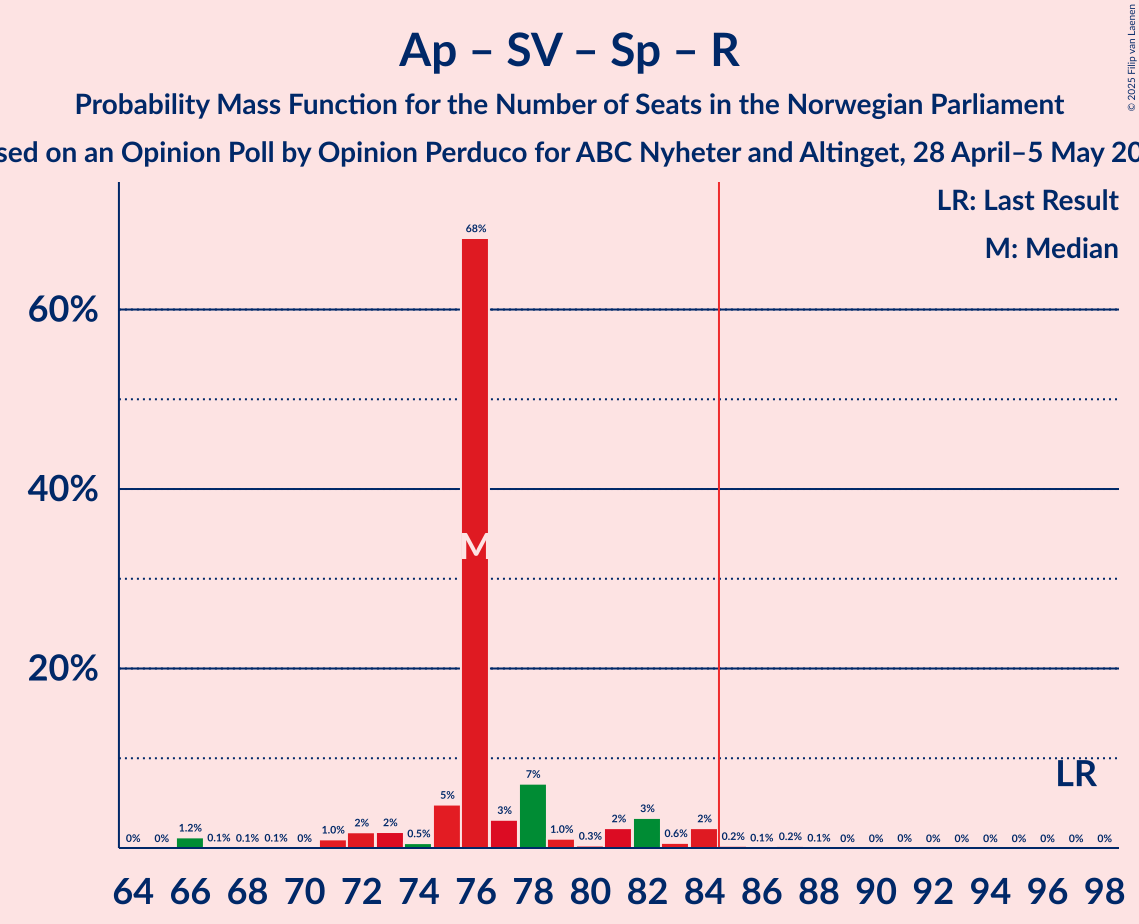 Ap – SV – Sp – R
Probability Mass Function for the Number of Seats in the Norwegian Parliament
sed on an Opinion Poll by Opinion Perduco for ABC Nyheter and Altinget, 28 April–5 May 20
© 2025 Filip van Laenen
LR: Last Result
M: Median
68%
60%
40%
M
20%
LR
7%
5%
3%
3%
2%
2%
2%
2%
0% 0% 1.2% 0.1% 0.1% 0.1% 0% 1.0% 0.5% 1.0% 0.3% 0.6% 0.2% 0.1% 0.2% 0.1% 0% 0% 0% 0% 0% 0% 0% 0% 0% 0%
64 66 68 70 72 74 76 78 80 82 84 86 88 90 92 94 96 98